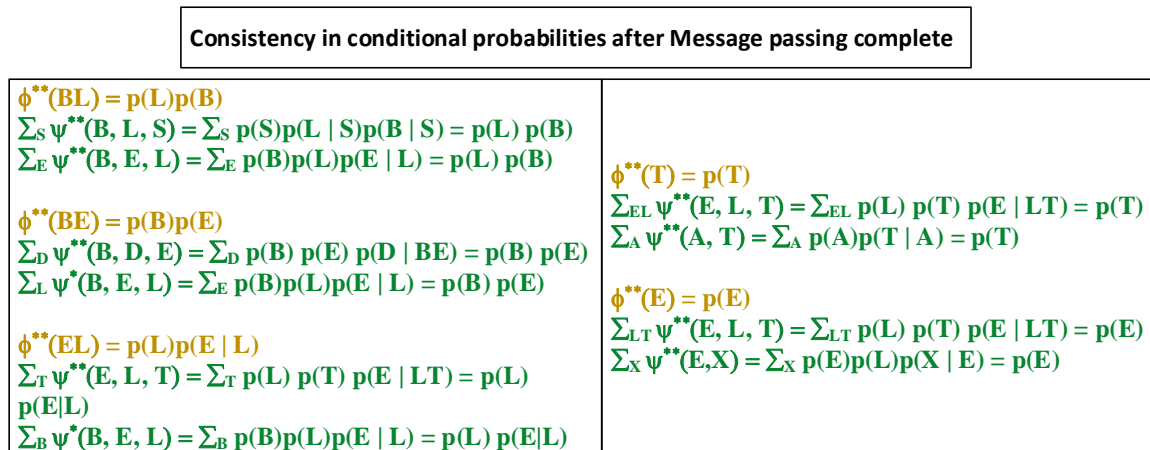 Consistency in conditional probabilities after Message passing complete
ϕ**(BL) = p(L)p(B)
∑S ψ**(B, L, S) = ∑S p(S)p(L | S)p(B | S) = p(L) p(B)
∑E ψ**(B, E, L) = ∑E p(B)p(L)p(E | L) = p(L) p(B)
ϕ**(BE) = p(B)p(E)
∑D ψ**(B, D, E) = ∑D p(B) p(E) p(D | BE) = p(B) p(E)
∑L ψ*(B, E, L) = ∑E p(B)p(L)p(E | L) = p(B) p(E)
ϕ**(EL) = p(L)p(E | L)
∑T ψ**(E, L, T) = ∑T p(L) p(T) p(E | LT) = p(L)
p(E|L)
∑B ψ*(B, E, L) = ∑B p(B)p(L)p(E | L) = p(L) p(E|L)
ϕ**(T) = p(T)
∑EL ψ**(E, L, T) = ∑EL p(L) p(T) p(E | LT) = p(T)
∑A ψ**(A, T) = ∑A p(A)p(T | A) = p(T)
ϕ**(E) = p(E)
∑LT ψ**(E, L, T) = ∑LT p(L) p(T) p(E | LT) = p(E)
∑X ψ**(E,X) = ∑X p(E)p(L)p(X | E) = p(E)